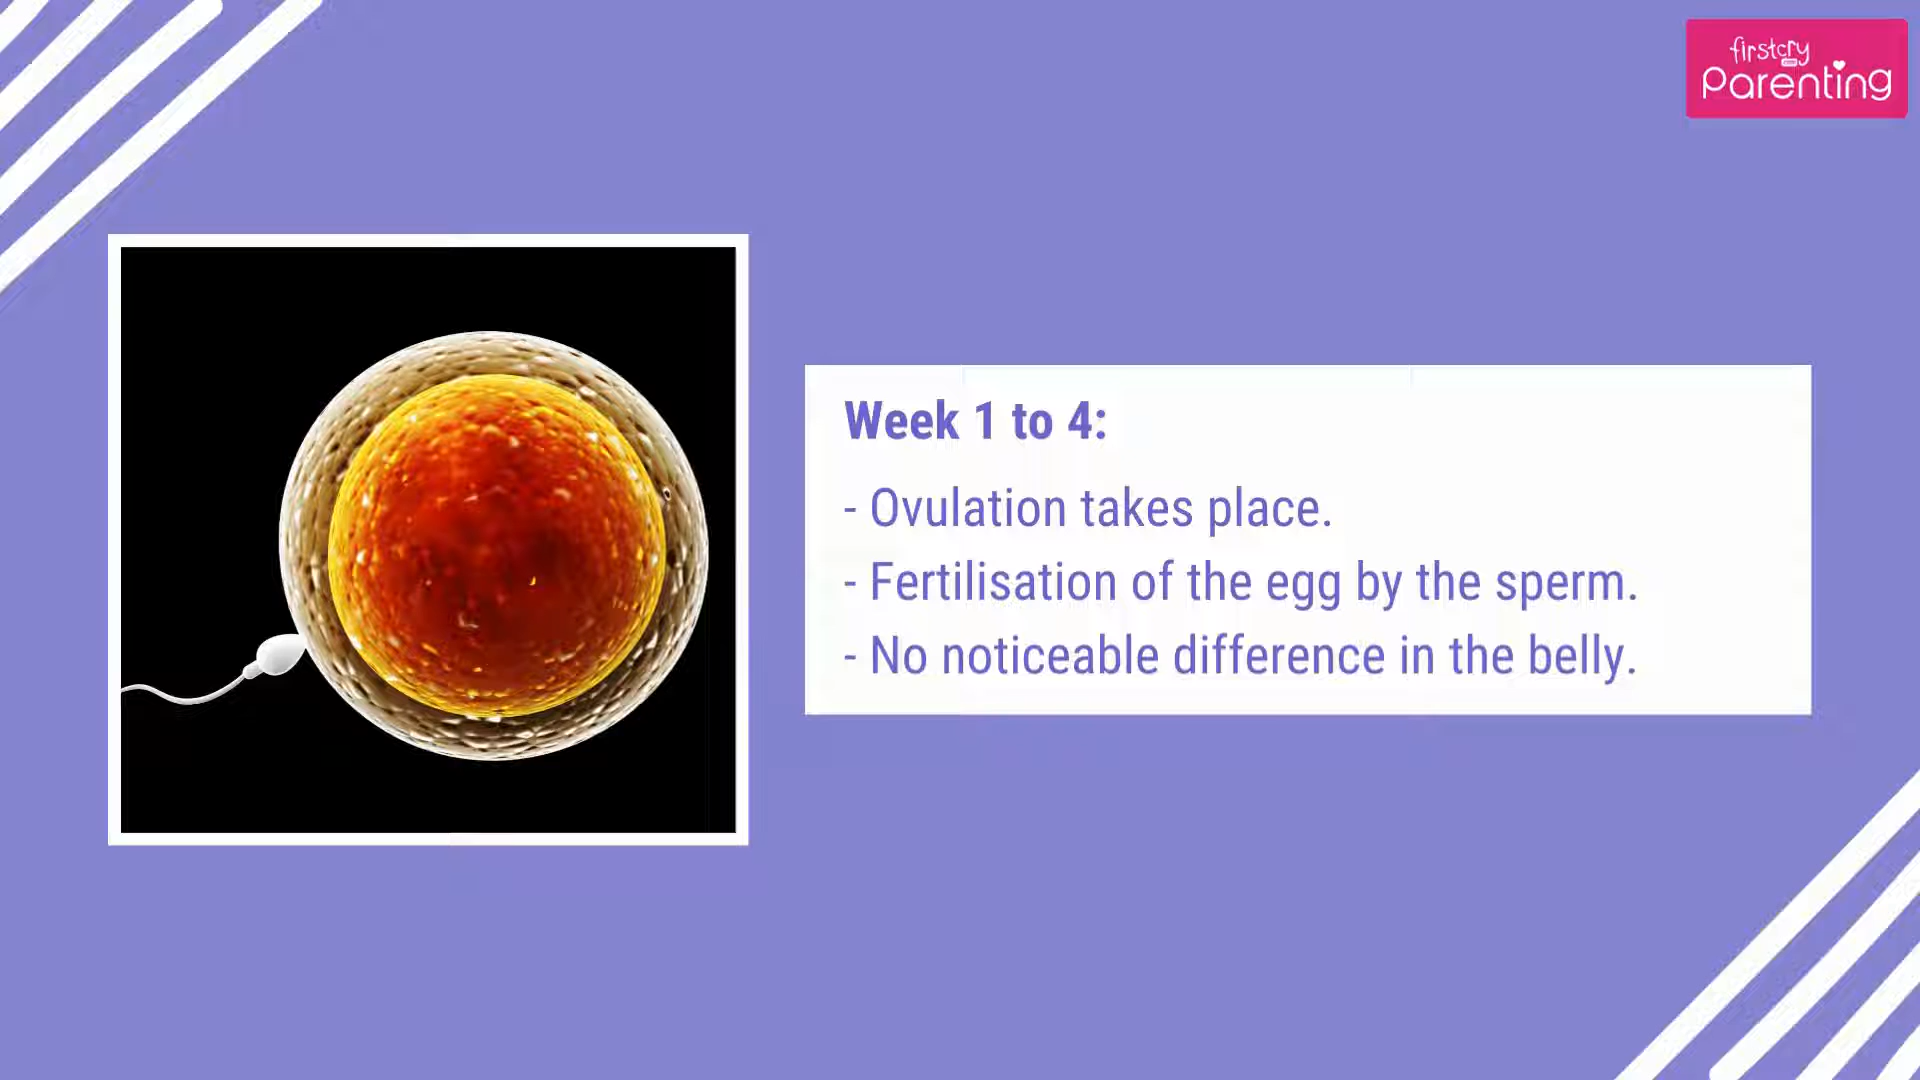 firstcry
.com
Parenting
Week 1 to 4:
- Ovulation takes place.
- Fertilisation of the egg by the sperm.
- No noticeable difference in the belly.